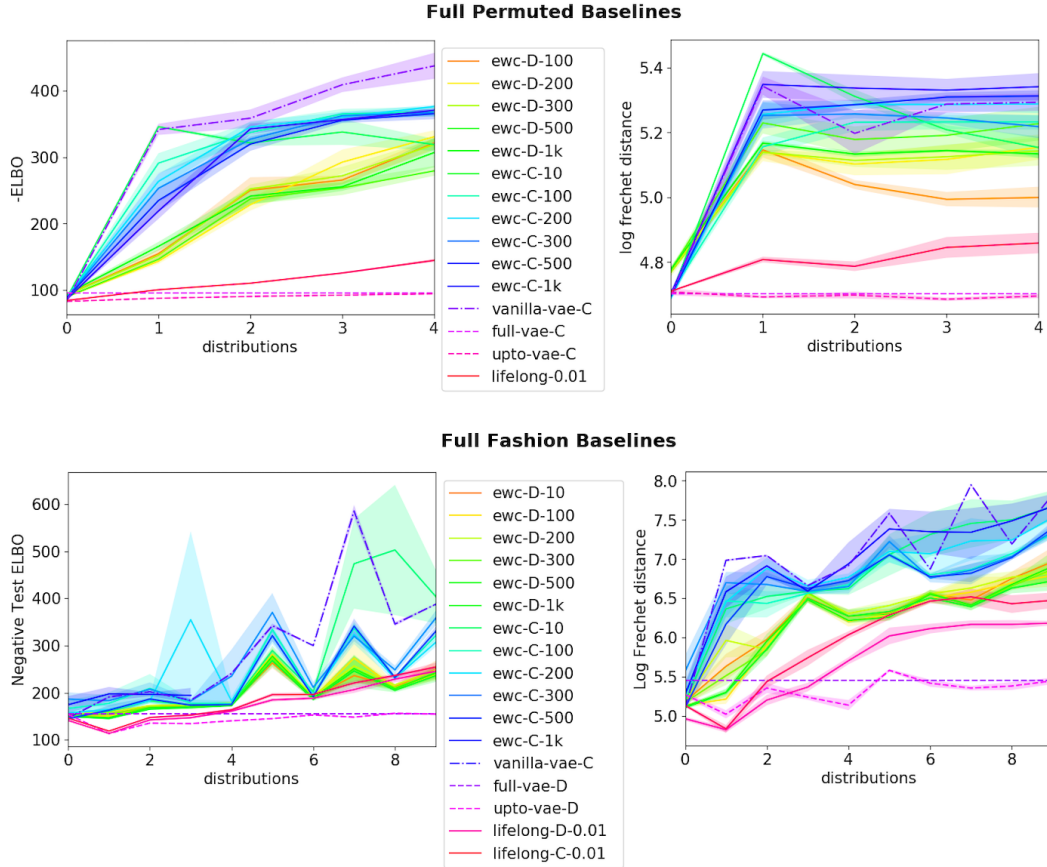 Full Permuted Baselines
-ELBO
400
300
200
100
0
1
2
3
4
distributions
ewc-D-100
ewc-D-200
ewc-D-300
ewc-D-500
ewc-D-1k
ewc-C-10
ewc-C-100
ewc-C-200
ewc-C-300
ewc-C-500
ewc-C-1k
vanilla-vae-C
full-vae-C
upto-vae-C
lifelong-0.01
log frechet distance
5.4
5.2
5.0
4.8
0
1
2
3
4
distributions
Full Fashion Baselines
Negative Test ELBO
600
500
400
300
200
100
0
2
4
6
8
distributions
ewc-D-10
ewc-D-100
ewc-D-200
ewc-D-300
ewc-D-500
ewc-D-1k
ewc-C-10
ewc-C-100
ewc-C-200
ewc-C-300
ewc-C-500
ewc-C-1k
vanilla-vae-C
full-vae-D
upto-vae-D
lifelong-D-0.01
lifelong-C-0.01
Log Frechet distance
8.0
7.5
7.0
6.5
6.0
5.5
5.0
0
2
4
6
8
distributions